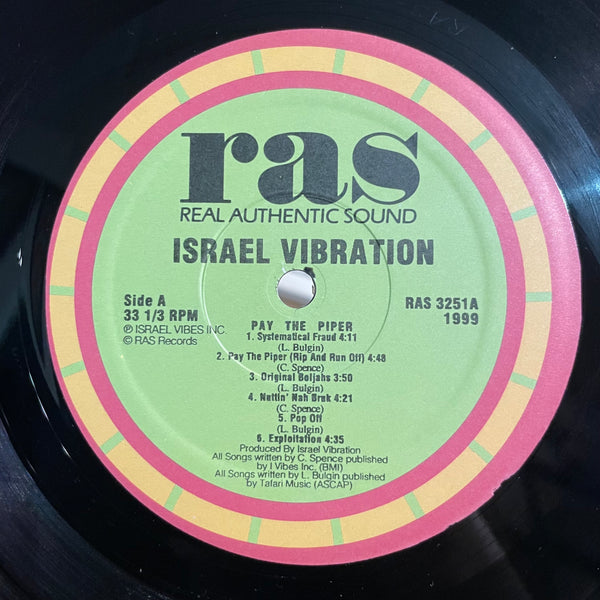 ras
REAL AUTHENTIC SOUND
ISRAEL VIBRATION
Side A
33 1/3 RPM
℗ ISRAEL VIBES INC.
© RAS Records
RAS 3251A
1999
PAY THE PIPER
1. Systematical Fraud 4:11
(L. Bulgin)
2. Pay The Piper (Rip And Run Off) 4:48
(C. Spence)
3. Original Boljahs 3:50
(L. Bulgin)
4. Nuttin' Nah Bruk 4:21
(C. Spence)
5. Pop Off
(L. Bulgin)
6. Exploitation 4:35
Produced By Israel Vibration
All Songs written by C. Spence published
by I Vibes Inc. (BMI)
All Songs written by L. Bulgin published
by Tafari Music (ASCAP)